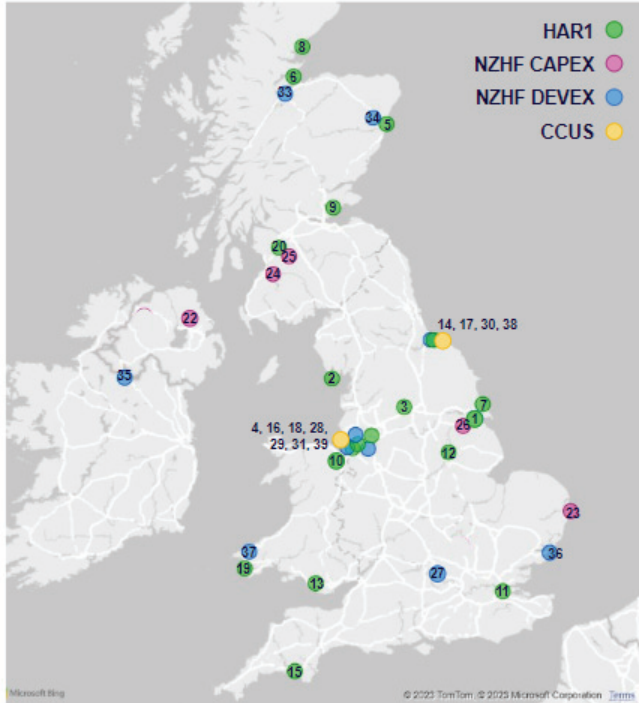 HAR1
NZHF CAPEX
NZHF DEVEX
CCUS
8
6
33
34
5
9
20
25
24
22
14, 17, 30, 38
35
2
3
7
1
26
4, 16, 18, 28,
29, 31, 39
12
10
23
37
36
19
27
13
11
15
Microsoft Bing
© 2023 TomTom, © 2023 Microsoft Corporation Terms